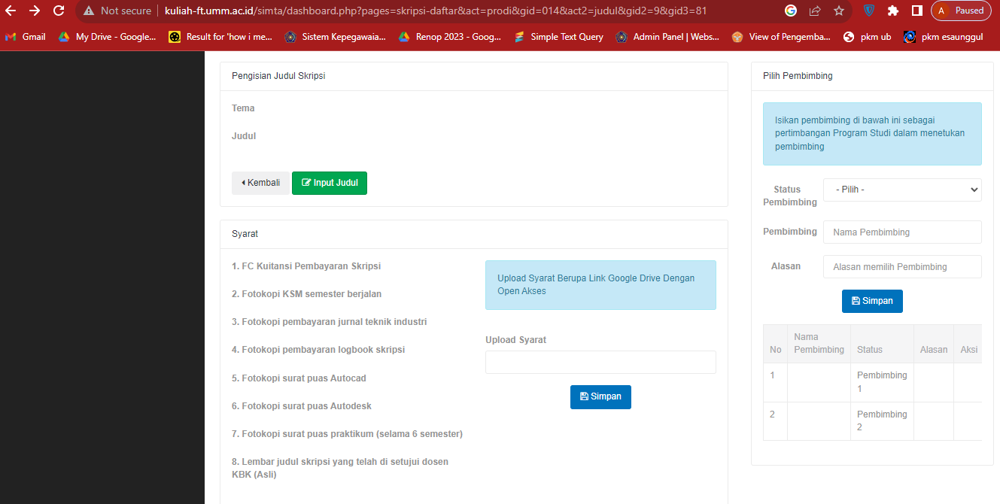 Not secure | kuliah-ft.umm.ac.id/simta/dashboard.php?pages=skripsi-daftar&act=prodi&gid=014&act2=judul&gid2=9&gid3=81
A Paused
Gmail My Drive - Google... Result for 'how i me... Sistem Kepegawaia... Renop 2023 - Goog... Simple Text Query Admin Panel | Webs... View of Pengemba... pkm ub pkm esaunggul
Pengisian Judul Skripsi
Tema
Judul
Kembali Input Judul
Syarat
1. FC Kuitansi Pembayaran Skripsi
2. Fotokopi KSM semester berjalan
3. Fotokopi pembayaran jurnal teknik industri
4. Fotokopi pembayaran logbook skripsi
5. Fotokopi surat puas Autocad
6. Fotokopi surat puas Autodesk
7. Fotokopi surat puas praktikum (selama 6 semester)
8. Lembar judul skripsi yang telah di setujui dosen
KBK (Asli)
Upload Syarat Berupa Link Google Drive Dengan
Open Akses
Upload Syarat
Simpan
Pilih Pembimbing
Isikan pembimbing di bawah ini sebagai
pertimbangan Program Studi dalam menetukan
pembimbing
Status
Pembimbing
- Pilih -
Pembimbing Nama Pembimbing
Alasan Alasan memilih Pembimbing
Simpan
No Nama Pembimbing Status Alasan Aksi
1 Pembimbing 1
2 Pembimbing 2